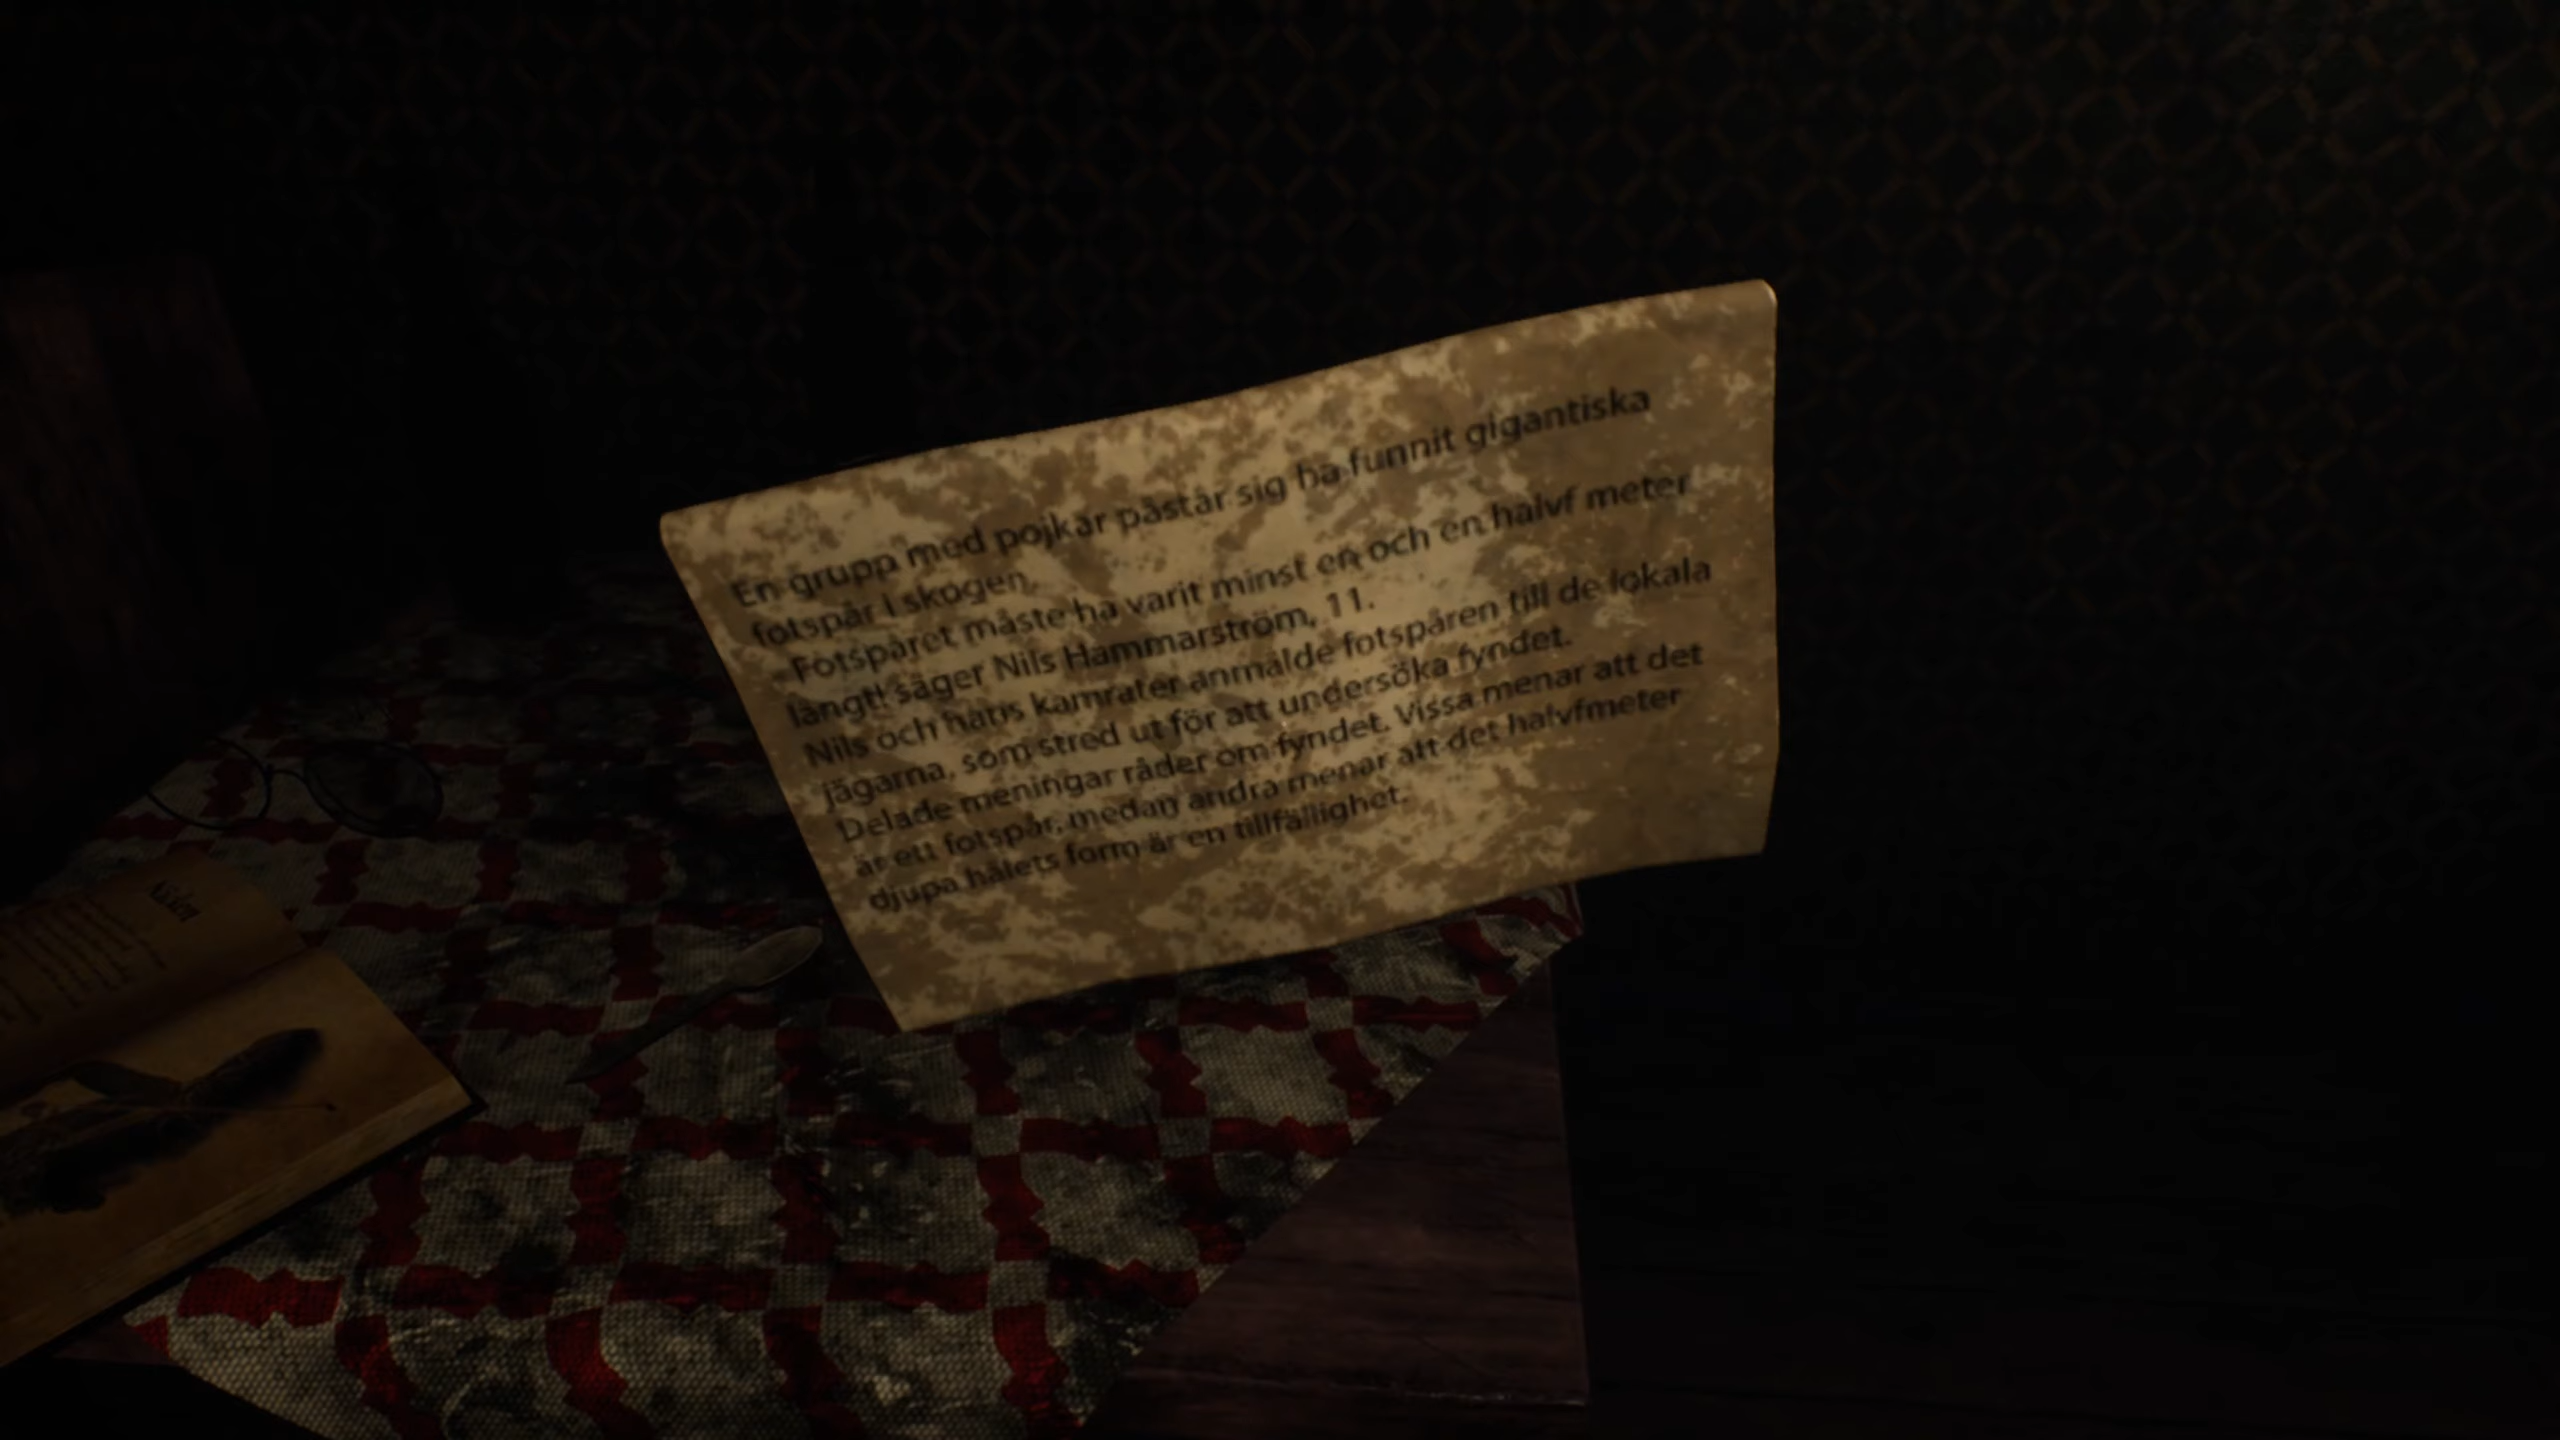 En grupp med pojkar påstår sig ha funnit gigantiska
fotspår i skogen.
-Fotspåret måste ha varit minst en och en halvf meter
långt! säger Nils Hammarström, 11.
Nils och hans kamrater anmälde fotspåren till de lokala
jägarna, som stred ut för att undersöka fyndet.
Delade meningar råder om fyndet. Vissa menar att det
är ett fotspår, medan andra menar att det halvfmeter
djupa hålets form är en tillfällighet.